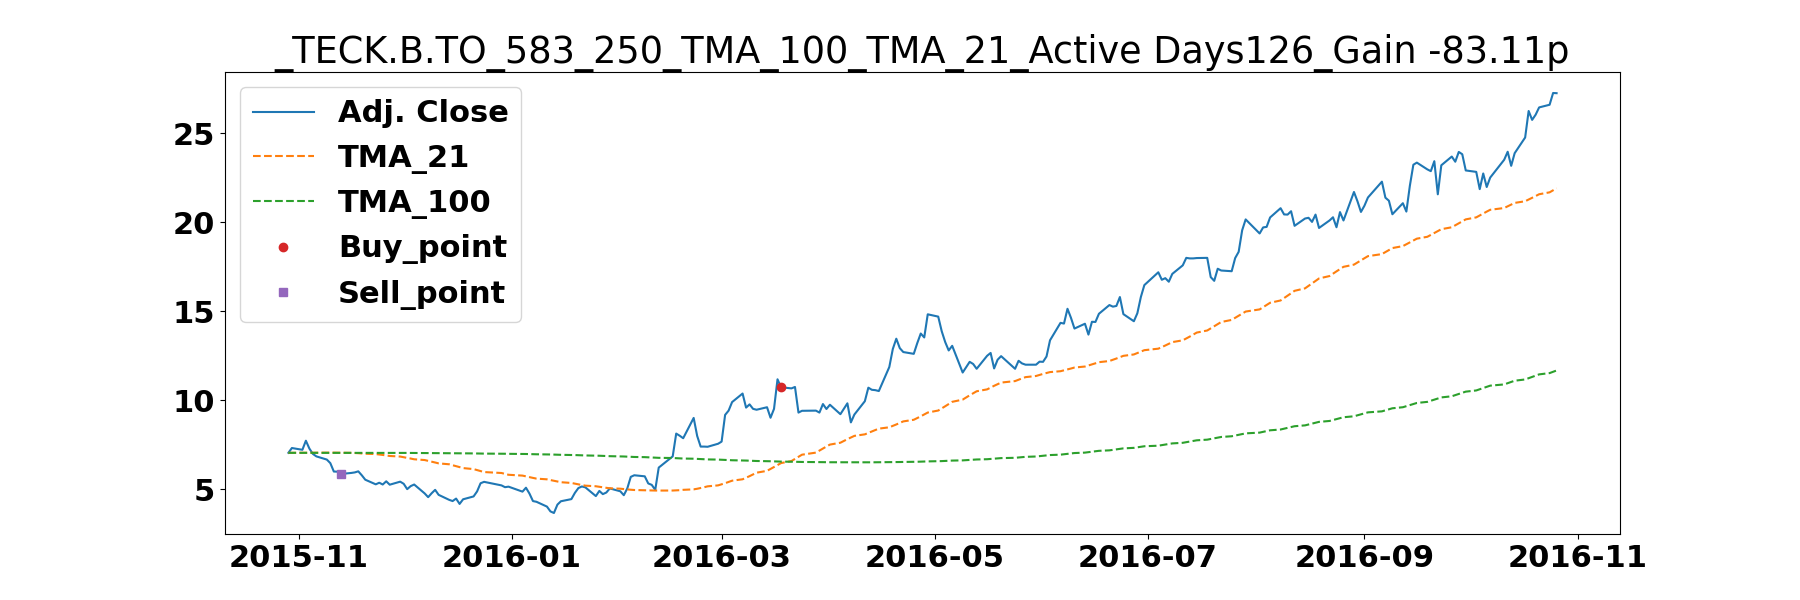 _TECK.B.TO_583_250_TMA_100_TMA_21_Active Days126_Gain -83.11p
Adj. Close
TMA_21
TMA_100
Buy_point
Sell_point
25
20
15
10
5
2015-11 2016-01 2016-03 2016-05 2016-07 2016-09 2016-11